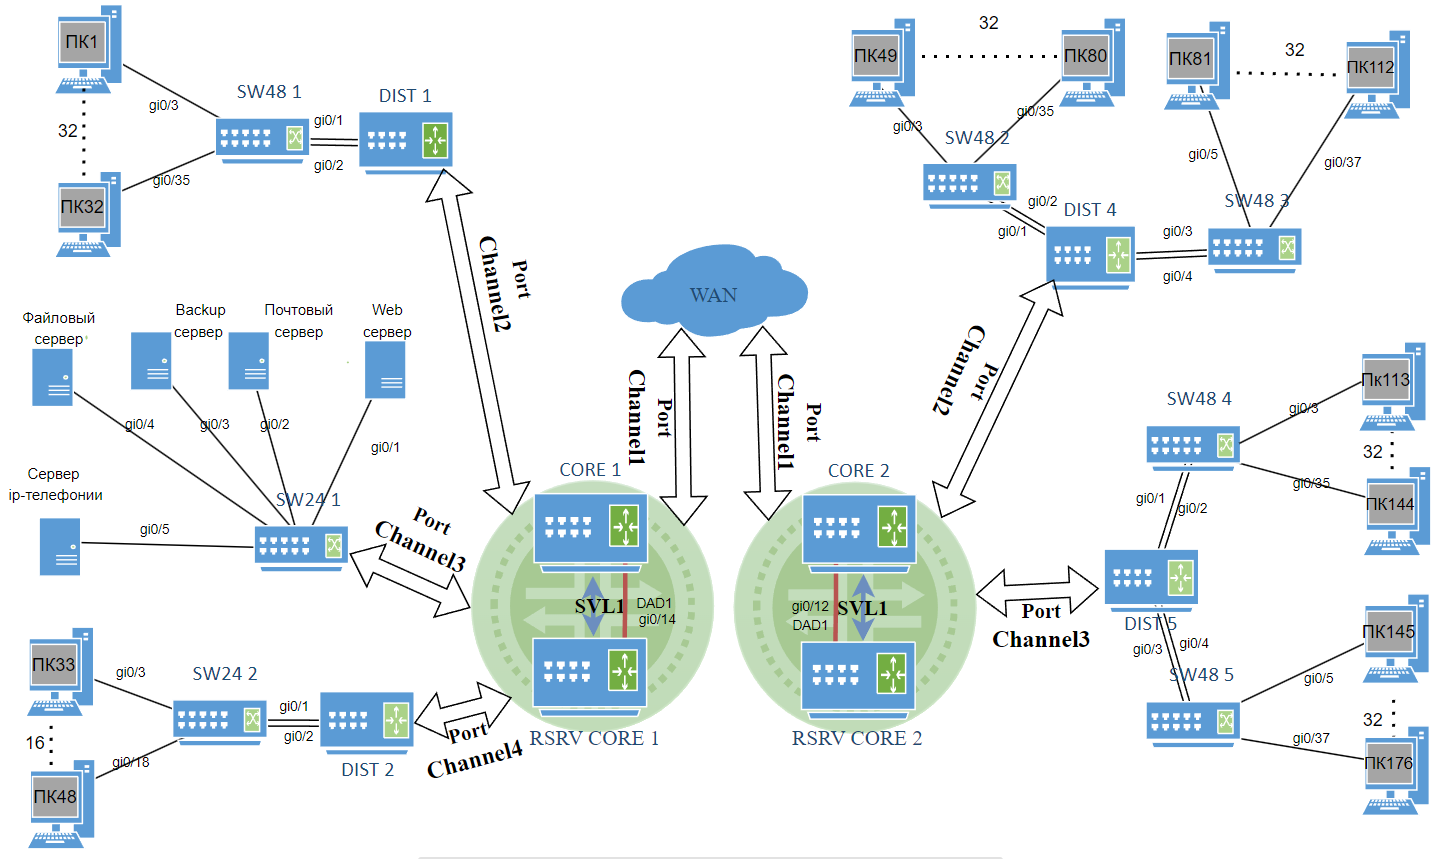 ПК1
gi0/3
32
ПК32
gi0/35
SW48 1
gi0/1
gi0/2
DIST 1
Port
Channel2
Файловый
сервер
Backup
сервер
Почтовый
сервер
Web
сервер
gi0/4
gi0/3
gi0/2
gi0/1
Сервер
ip-телефонии
gi0/5
SW24 1
Port
Channel3
ПК33
gi0/3
16
ПК48
gi0/18
SW24 2
gi0/1
gi0/2
DIST 2
Port
Channel4
WAN
Port
Channel1
Port
Channel1
CORE 1
SVL1
DAD1
gi0/14
RSRV CORE 1
CORE 2
gi0/12
DAD1
SVL1
RSRV CORE 2
ПК49
32
ПК80
gi0/3
gi0/35
SW48 2
gi0/2
gi0/1
DIST 4
ПК81
32
ПК112
gi0/5
gi0/37
SW48 3
gi0/3
gi0/4
Port
Channel2
Пк113
gi0/3
32
gi0/35
ПК144
SW48 4
gi0/1
gi0/2
DIST 5
Port
Channel3
gi0/3
gi0/4
SW48 5
ПК145
gi0/5
32
gi0/37
ПК176